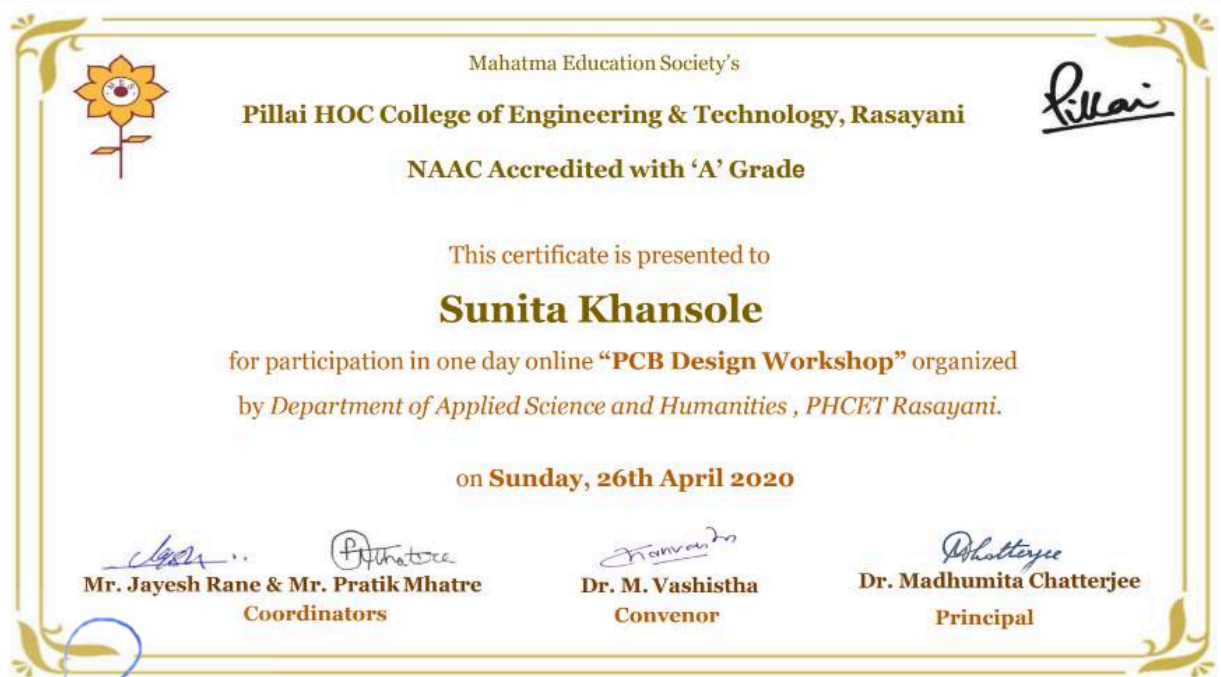 Mahatma Education Society's
Pillai
Pillai HOC College of Engineering & Technology, Rasayani
NAAC Accredited with ‘A’ Grade
This certificate is presented to
Sunita Khansole
for participation in one day online “PCB Design Workshop” organized
by Department of Applied Science and Humanities , PHCET Rasayani.
on Sunday, 26th April 2020
Mr. Jayesh Rane & Mr. Pratik Mhatre
Coordinators
Dr. M. Vashistha
Convenor
Dr. Madhumita Chatterjee
Principal